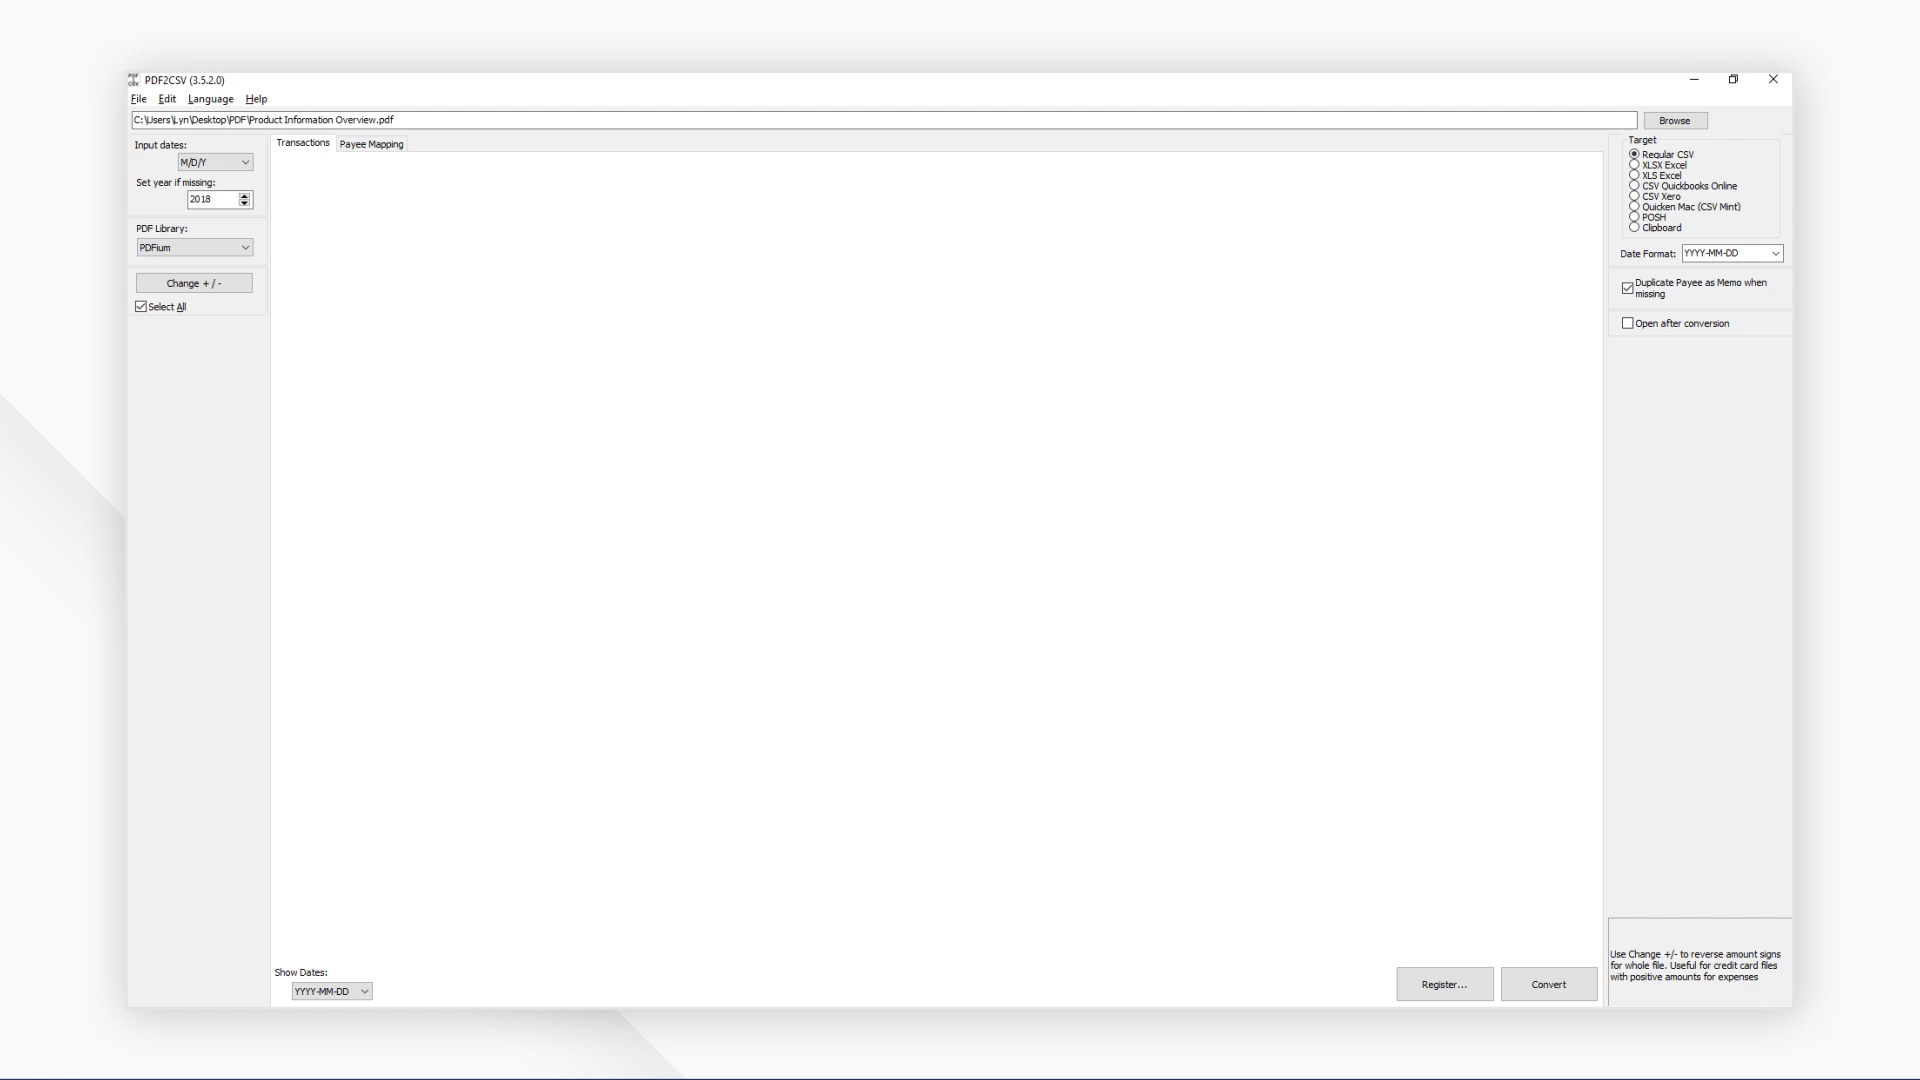 PDF2CSV (3.5.2.0)
File Edit Language Help
C:\Users\Lyn\Desktop\PDF\Product Information Overview.pdf
Browse
Input dates:
M/D/Y
Set year if missing:
2018
PDF Library:
PDFium
Change + / -
Select All
Transactions Payee Mapping
Show Dates:
YYYY-MM-DD
Register...
Convert
Target
Regular CSV
XLSX Excel
XLS Excel
CSV Quickbooks Online
CSV Xero
Quicken Mac (CSV Mint)
POSH
Clipboard
Date Format: YYYY-MM-DD
Duplicate Payee as Memo when
missing
Open after conversion
Use Change +/- to reverse amount signs
for whole file. Useful for credit card files
with positive amounts for expenses